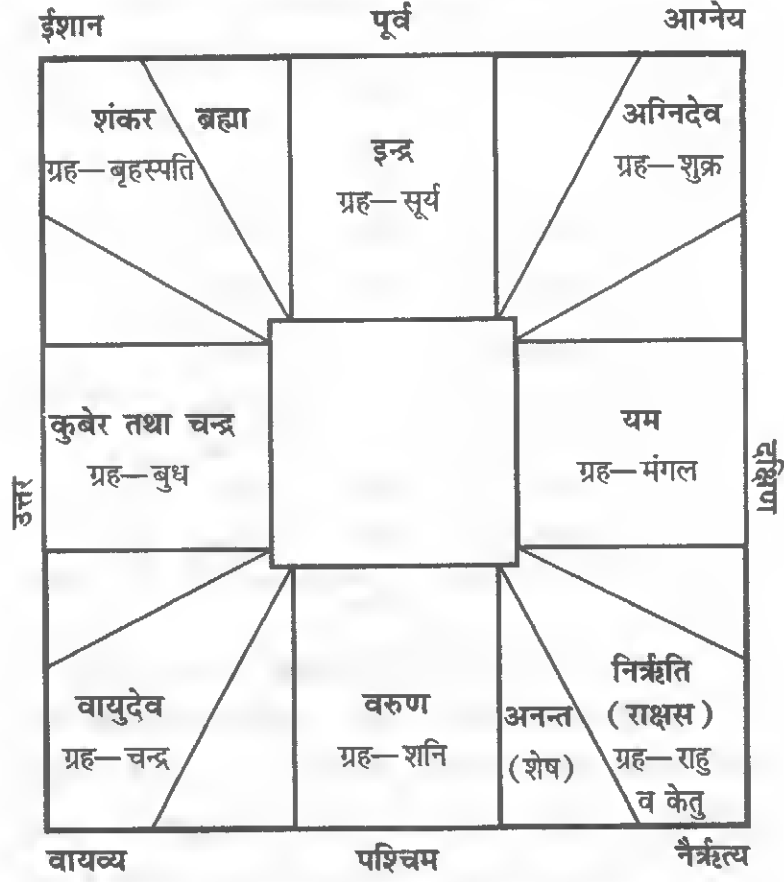 ईशान
पूर्व
आग्नेय
शंकर
ब्रह्मा
ग्रह—बृहस्पति
इन्द्र
ग्रह—सूर्य
अग्निदेव
ग्रह—शुक्र
कुबेर तथा चन्द्र
ग्रह—बुध
यम
ग्रह—मंगल
उत्तर
दक्षिण
वायुदेव
ग्रह—चन्द्र
वरुण
ग्रह—शनि
अनन्त
(शेष)
निर्ऋति
(राक्षस)
ग्रह—राहु
व केतु
वायव्य
पश्चिम
नैर्ऋत्य